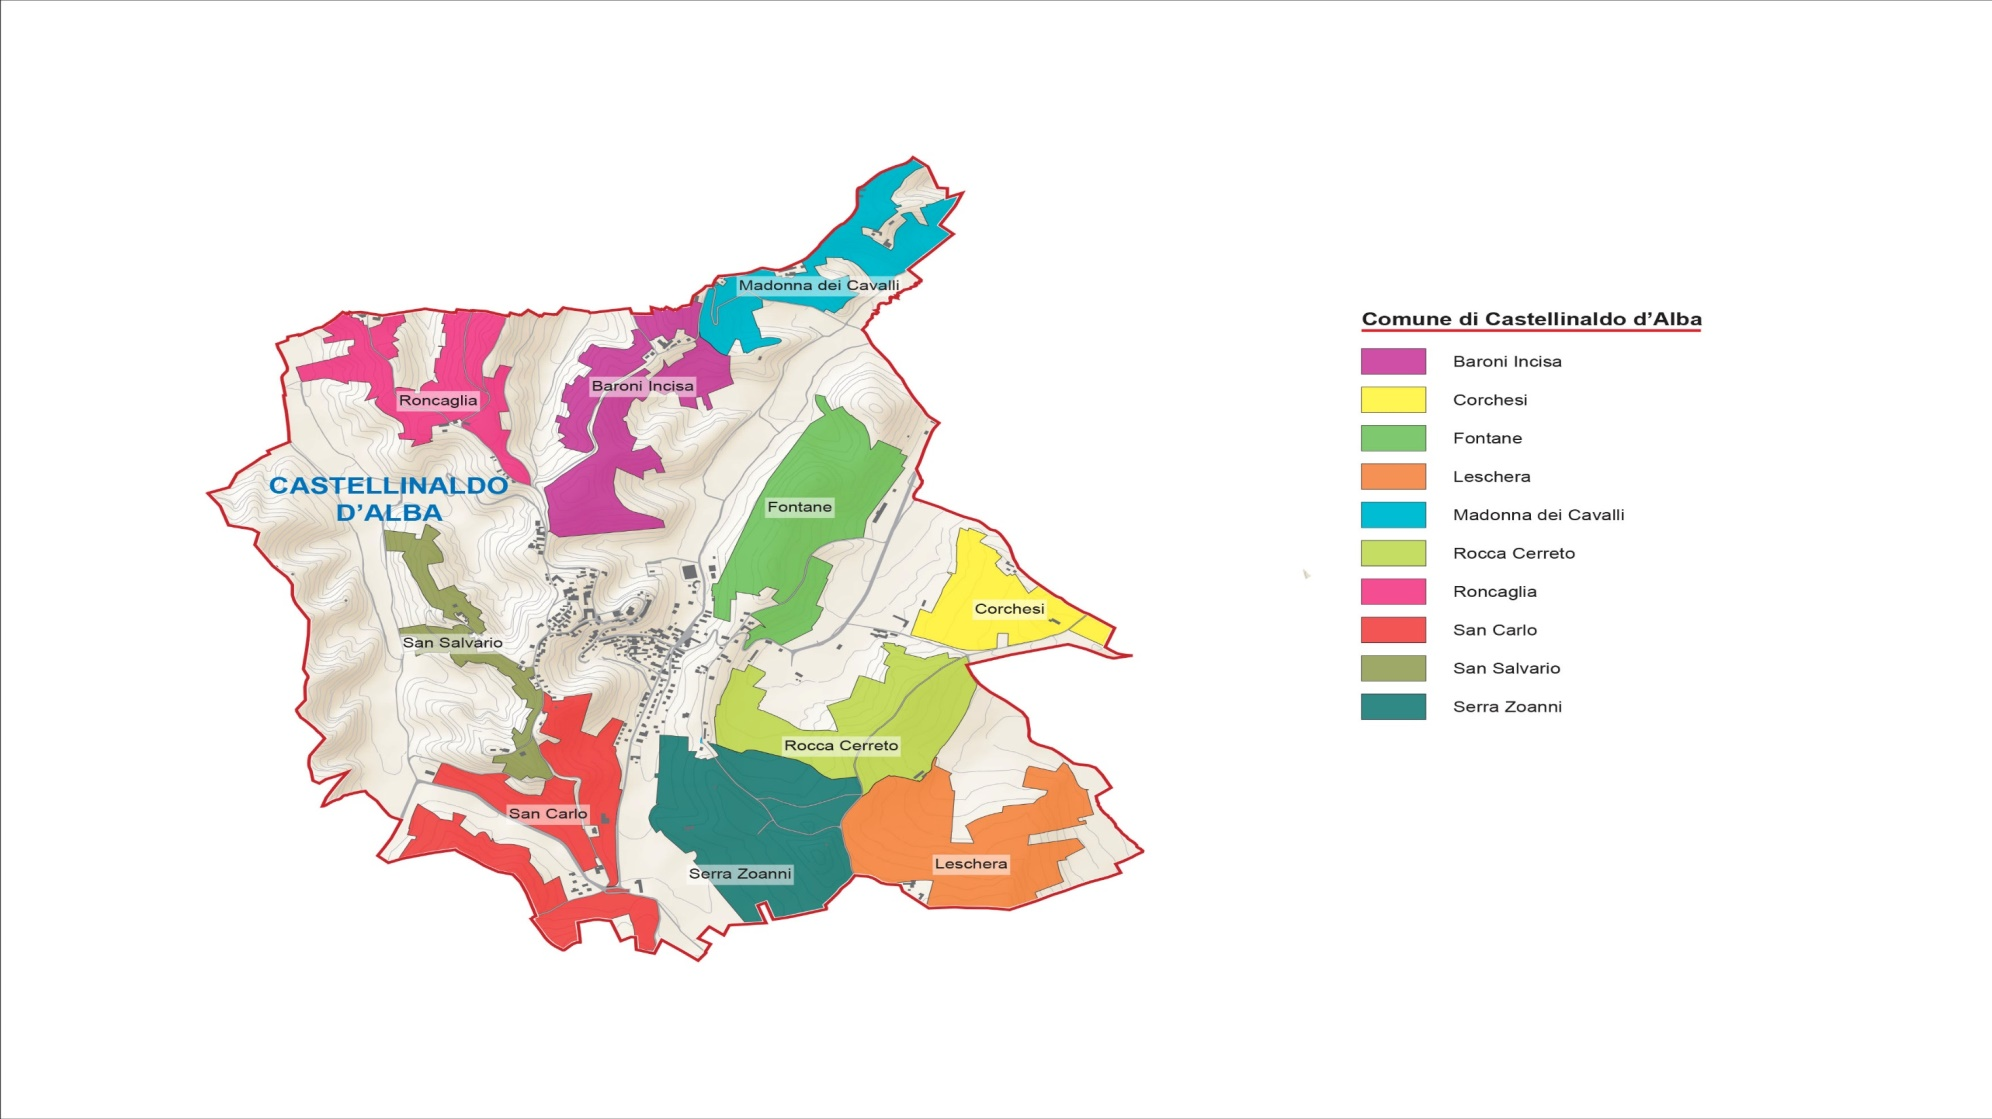 Madonna dei Cavalli
Baroni Incisa
Roncaglia
CASTELLINALDO
D'ALBA
Fontane
Corchesi
San Salvario
Rocca Cerreto
San Carlo
Leschera
Serra Zoanni
Comune di Castellinaldo d'Alba
Baroni Incisa
Corchesi
Fontane
Leschera
Madonna dei Cavalli
Rocca Cerreto
Roncaglia
San Carlo
San Salvario
Serra Zoanni